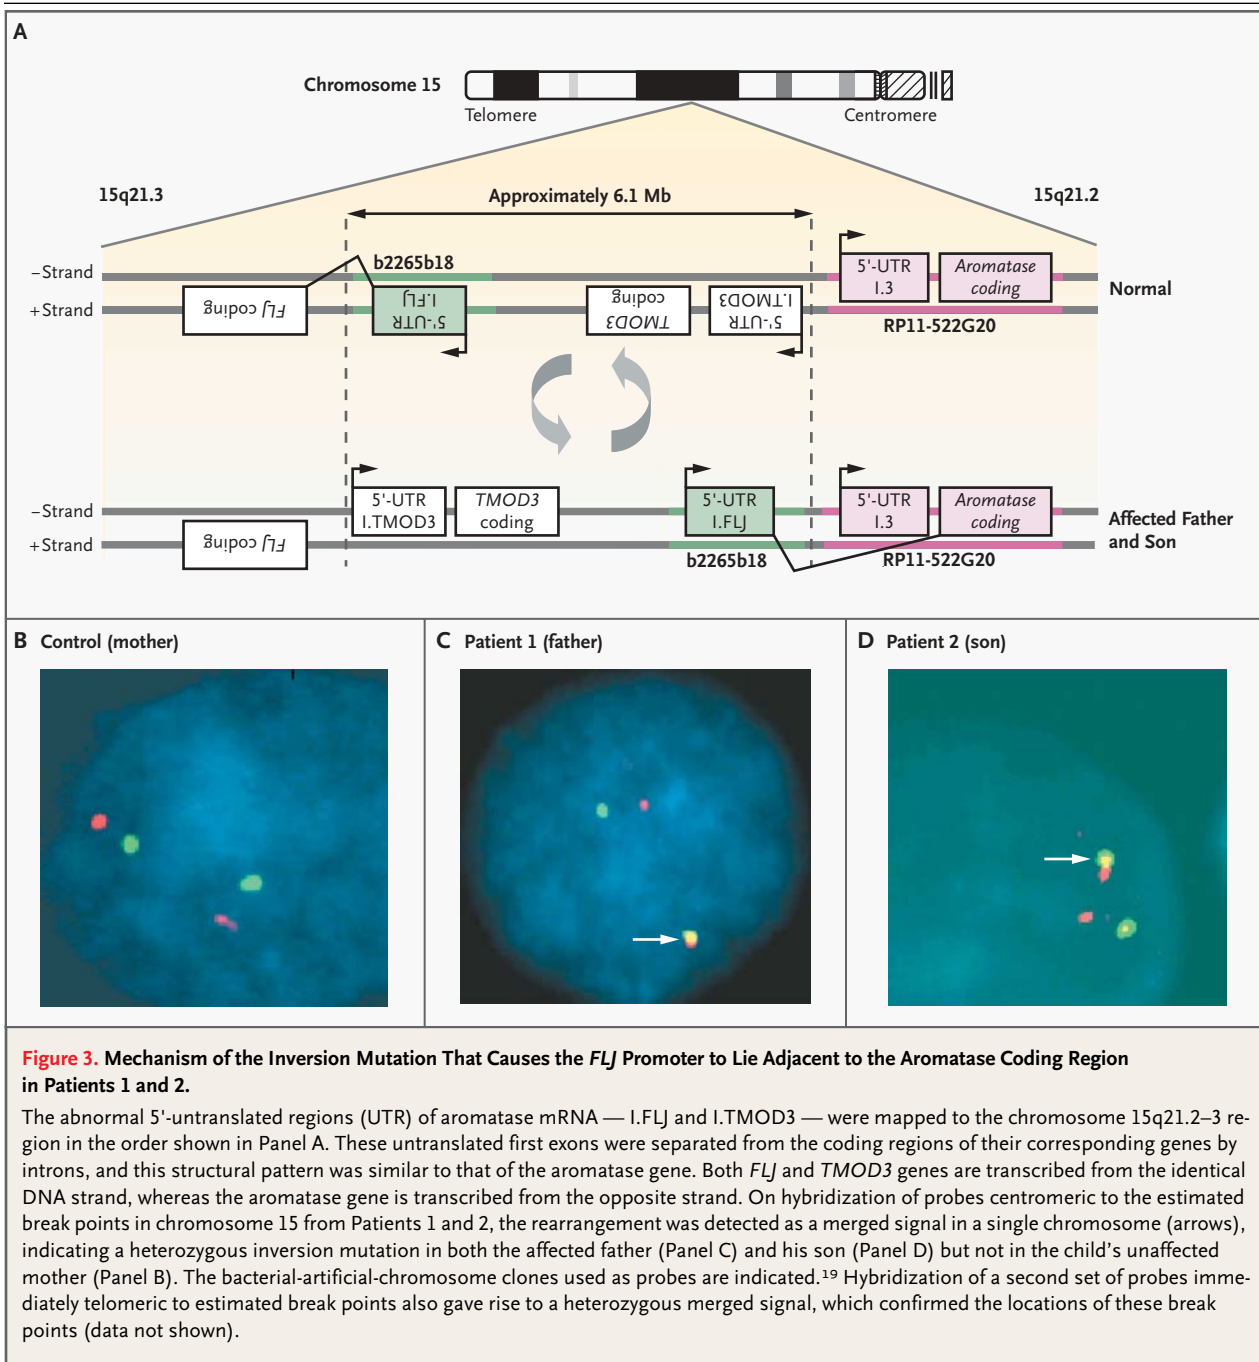 A
Chromosome 15
Telomere
Centromere
15q21.3
Approximately 6.1 Mb
15q21.2
−Strand
b2265b18
5'-UTR
I.3
Aromatase
coding
Normal
+Strand
FLJ coding
5'-UTR
I.FLJ
TMOD3
coding
5'-UTR
I.TMOD3
RP11-522G20
−Strand
5'-UTR
I.TMOD3
TMOD3
coding
5'-UTR
I.FLJ
5'-UTR
I.3
Aromatase
coding
Affected Father
and Son
+Strand
FLJ coding
b2265b18
RP11-522G20
B Control (mother)
C Patient 1 (father)
D Patient 2 (son)
Figure 3. Mechanism of the Inversion Mutation That Causes the FLJ Promoter to Lie Adjacent to the Aromatase Coding Region
in Patients 1 and 2.
The abnormal 5'-untranslated regions (UTR) of aromatase mRNA — I.FLJ and I.TMOD3 — were mapped to the chromosome 15q21.2–3 re-
gion in the order shown in Panel A. These untranslated first exons were separated from the coding regions of their corresponding genes by
introns, and this structural pattern was similar to that of the aromatase gene. Both FLJ and TMOD3 genes are transcribed from the identical
DNA strand, whereas the aromatase gene is transcribed from the opposite strand. On hybridization of probes centromeric to the estimated
break points in chromosome 15 from Patients 1 and 2, the rearrangement was detected as a merged signal in a single chromosome (arrows),
indicating a heterozygous inversion mutation in both the affected father (Panel C) and his son (Panel D) but not in the child's unaffected
mother (Panel B). The bacterial-artificial-chromosome clones used as probes are indicated.¹⁹ Hybridization of a second set of probes imme-
diately telomeric to estimated break points also gave rise to a heterozygous merged signal, which confirmed the locations of these break
points (data not shown).